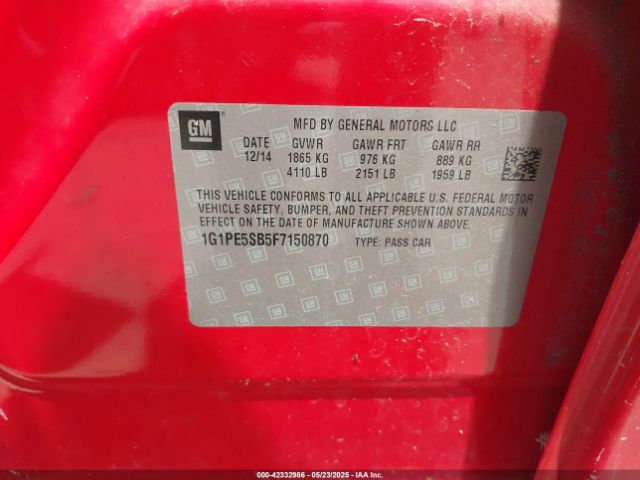 GM
MFD BY GENERAL MOTORS LLC
DATE GVWR GAWR FRT GAWR RR
12/14 1865 KG 976 KG 889 KG
4110 LB 2151 LB 1959 LB
THIS VEHICLE CONFORMS TO ALL APPLICABLE U.S. FEDERAL MOTOR
VEHICLE SAFETY, BUMPER, AND THEFT PREVENTION STANDARDS IN
EFFECT ON THE DATE OF MANUFACTURE SHOWN ABOVE.
1G1PE5SB5F7150870 TYPE: PASS CAR
000-42332986 - 05/23/2025 - IAA Inc.